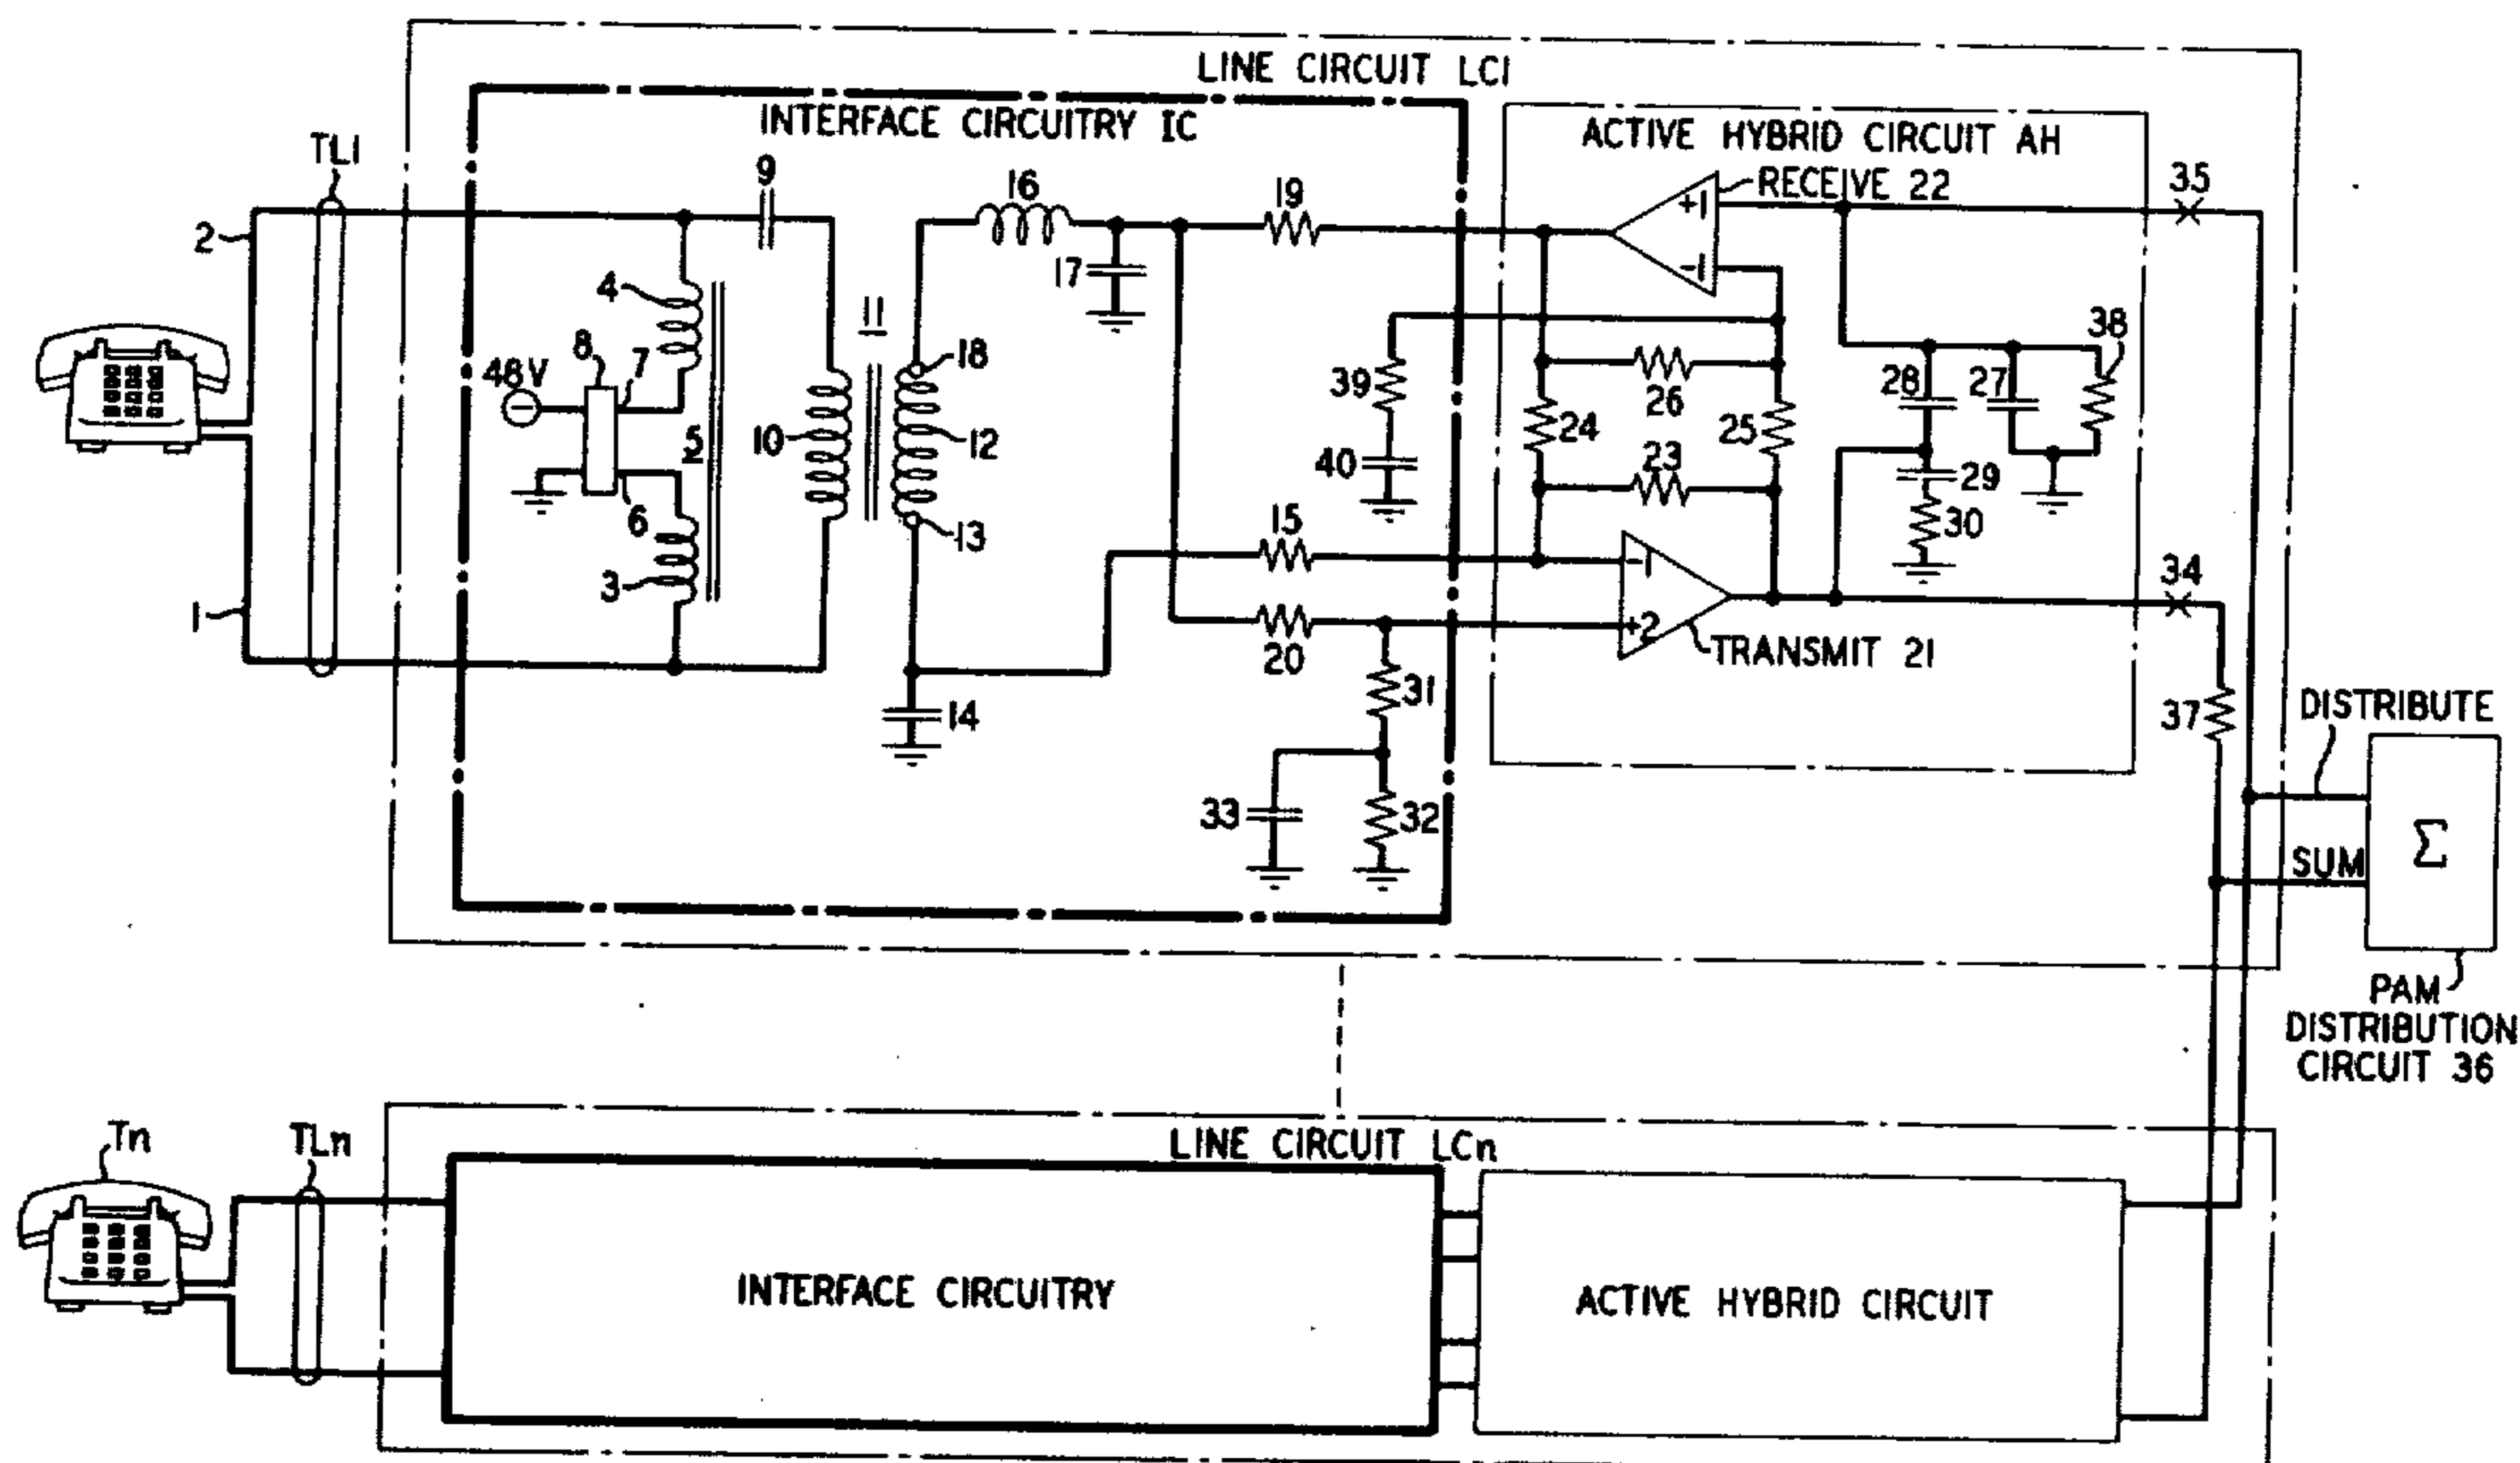 LINE CIRCUIT LC1
INTERFACE CIRCUITRY IC
ACTIVE HYBRID CIRCUIT AH
TL1
9
16
19
RECEIVE 22
35
2
+1
-1
17
4
11
18
38
8
7
48V
39
26
28
27
24
25
5
10
12
23
40
29
6
15
13
30
3
-1
34
1
+2
20
TRANSMIT 21
31
14
37
DISTRIBUTE
33
32
Σ
SUM
PAM
DISTRIBUTION
CIRCUIT 36
Tn
TLn
LINE CIRCUIT LCn
INTERFACE CIRCUITRY
ACTIVE HYBRID CIRCUIT